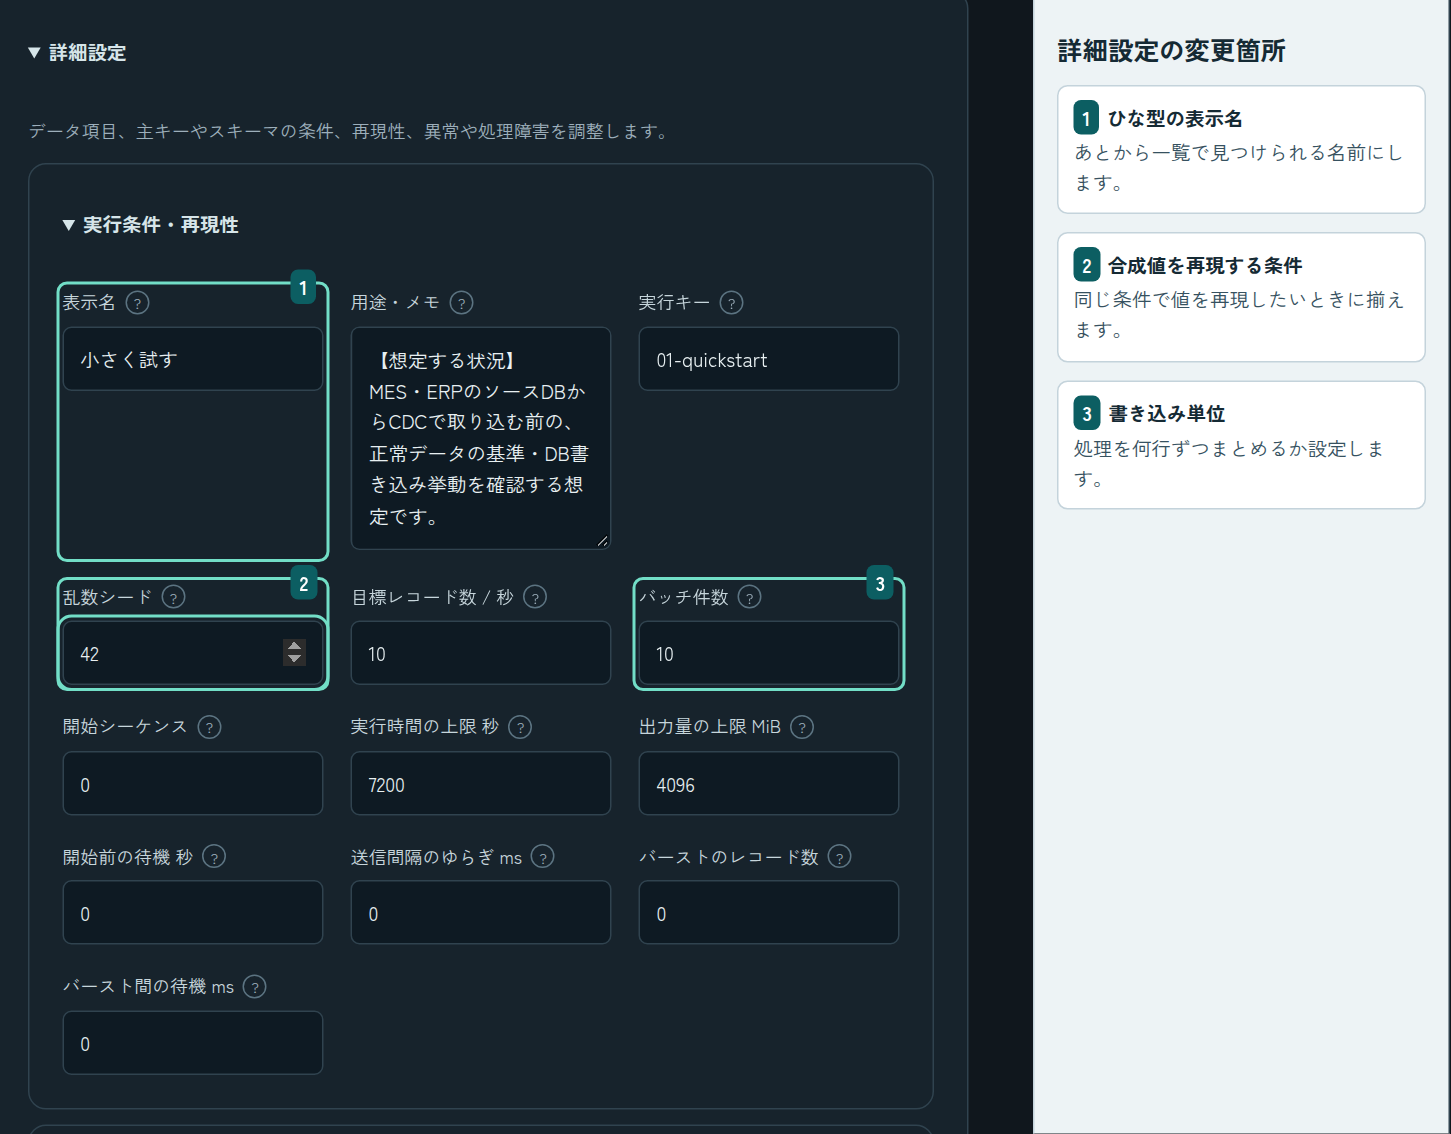 ▼ 詳細設定
データ項目、主キーやスキーマの条件、再現性、異常や処理障害を調整します。
▼ 実行条件・再現性
1
表示名 ?
小さく試す
用途・メモ ?
【想定する状況】
MES・ERPのソースDBか
らCDCで取り込む前の、
正常データの基準・DB書
き込み挙動を確認する想
定です。
実行キー ?
01-quickstart
2
乱数シード ?
42
目標レコード数 / 秒 ?
10
3
バッチ件数 ?
10
開始シーケンス ?
0
実行時間の上限 秒 ?
7200
出力量の上限 MiB ?
4096
開始前の待機 秒 ?
0
送信間隔のゆらぎ ms ?
0
バーストのレコード数 ?
0
バースト間の待機 ms ?
0
詳細設定の変更箇所
1 ひな型の表示名
あとから一覧で見つけられる名前にし
ます。
2 合成値を再現する条件
同じ条件で値を再現したいときに揃え
ます。
3 書き込み単位
処理を何行ずつまとめるか設定しま
す。